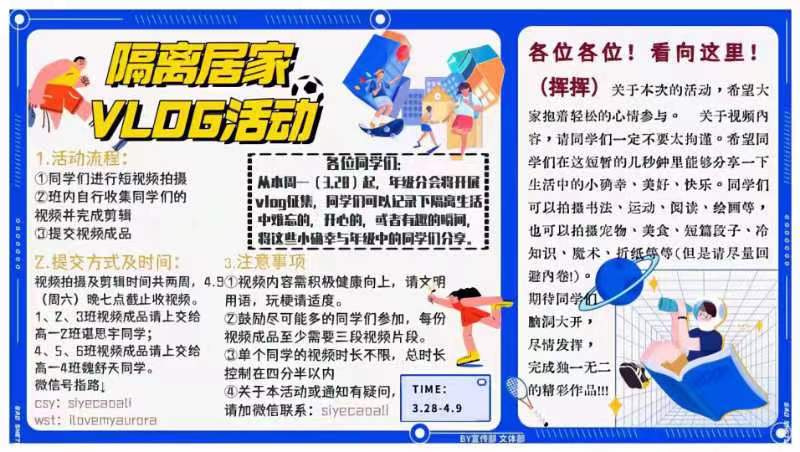 隔离居家
VLOG活动
1.活动流程：
①同学们进行短视频拍摄
②班内自行收集同学们的
视频并完成剪辑
③提交视频成品
各位同学们：
从本周一（3.28）起，年级分会将开展
vlog征集，同学们可以记录下隔离生活
中难忘的，开心的，或者有趣的瞬间，
将这些小确幸与年级中的同学们分享。
2.提交方式及时间：
视频拍摄及剪辑时间共两周，4.9
（周六）晚七点截止收视频。
1、2、3班视频成品请上交给
高一2班谌思宇同学；
4、5、6班视频成品请上交给
高一4班魏舒天同学。
微信号指路↓
csy：siyecaoali
wst：ilovemyaurora
3.注意事项
①视频内容需积极健康向上，请文明
用语，玩梗请适度。
②鼓励尽可能多的同学们参加，每份
视频成品至少需要三段视频片段。
③单个同学的视频时长不限，总时长
控制在四分半以内
④关于本活动或通知有疑问，
请加微信联系：siyecaoali
TIME：
3.28-4.9
BY宣传部 文体部
各位各位！看向这里！
（挥挥）关于本次的活动，希望大
家抱着轻松的心情参与。 关于视频内
容，请同学们一定不要太拘谨。希望同
学们在这短暂的几秒钟里能够分享一下
生活中的小确幸、美好、快乐。同学们
可以拍摄书法、运动、阅读、绘画等，
也可以拍摄宠物、美食、短篇段子、冷
知识、魔术、折纸等等(但是请尽量回
避内卷!)。
期待同学们
脑洞大开，
尽情发挥，
完成独一无二
的精彩作品!!!